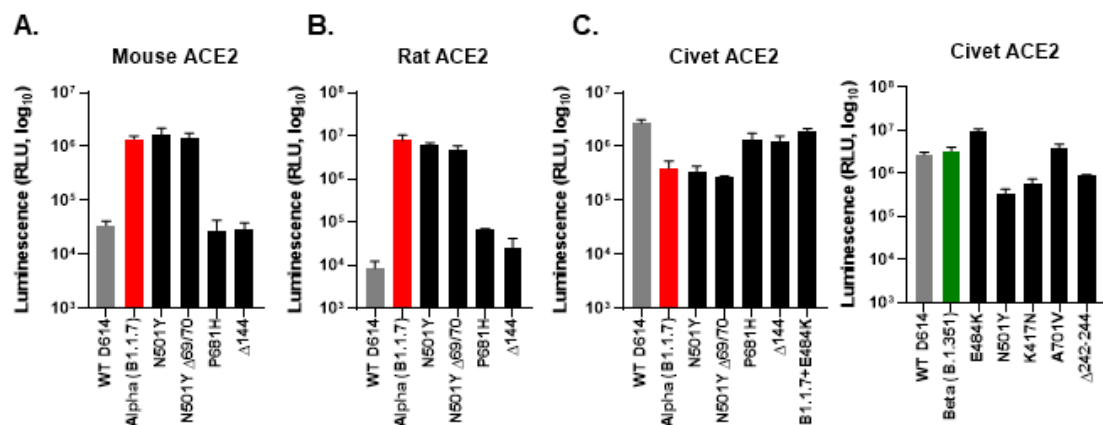 A.
Mouse ACE2
Luminescence (RLU, log₁₀)
10⁷
10⁶
10⁵
10⁴
10³
WT D614
Alpha (B1.1.7)
N501Y
N501Y Δ69/70
P681H
Δ144
B.
Rat ACE2
Luminescence (RLU, log₁₀)
10⁸
10⁷
10⁶
10⁵
10⁴
10³
WT D614
Alpha (B1.1.7)
N501Y
N501Y Δ69/70
P681H
Δ144
C.
Civet ACE2
Luminescence (RLU, log₁₀)
10⁷
10⁶
10⁵
10⁴
10³
WT D614
Alpha (B1.1.7)
N501Y
N501Y Δ69/70
P681H
Δ144
B1.1.7+E484K
Civet ACE2
Luminescence (RLU, log₁₀)
10⁸
10⁷
10⁶
10⁵
10⁴
10³
WT D614
Beta (B.1.351)
E484K
N501Y
K417N
A701V
Δ242-244